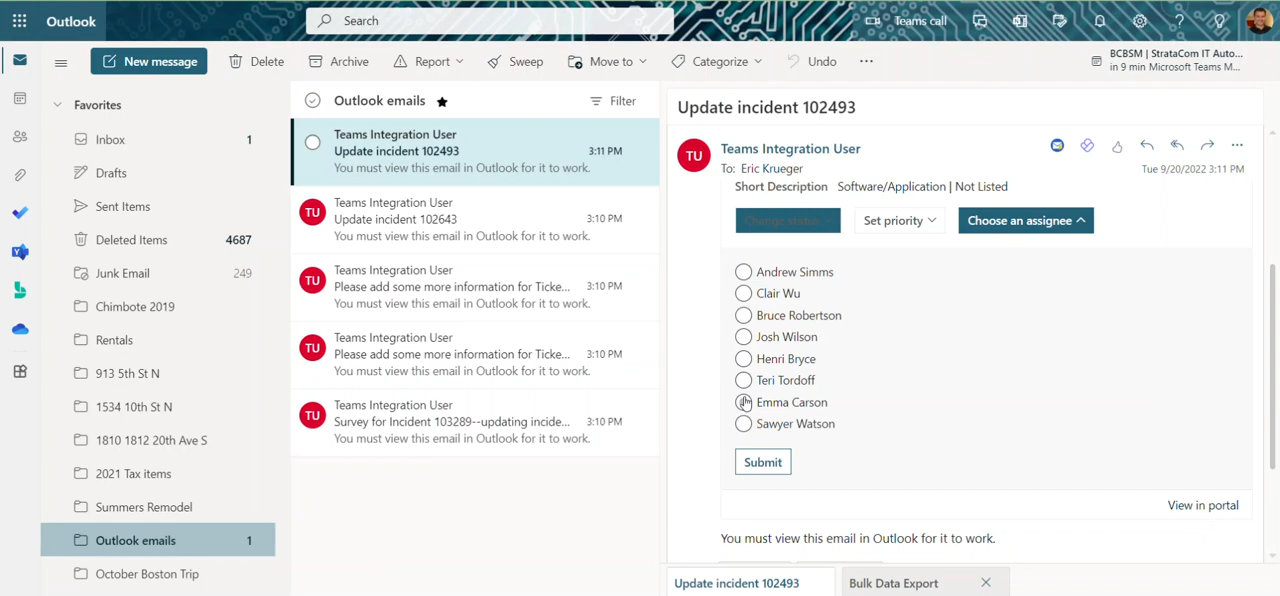 Outlook
Search
Teams call
New message
Delete
Archive
Report
Sweep
Move to
Categorize
Undo
BCBSM | StrataCom IT Auto...
in 9 min Microsoft Teams M...
Favorites
Inbox 1
Drafts
Sent Items
Deleted Items 4687
Junk Email 249
Chimbote 2019
Rentals
913 5th St N
1534 10th St N
1810 1812 20th Ave S
2021 Tax items
Summers Remodel
Outlook emails 1
October Boston Trip
Outlook emails
Filter
Teams Integration User
Update incident 102493 3:11 PM
You must view this email in Outlook for it to work.
TU
Teams Integration User
Update incident 102643 3:10 PM
You must view this email in Outlook for it to work.
TU
Teams Integration User
Please add some more information for Ticke... 3:10 PM
You must view this email in Outlook for it to work.
TU
Teams Integration User
Please add some more information for Ticke... 3:10 PM
You must view this email in Outlook for it to work.
TU
Teams Integration User
Survey for Incident 103289--updating incide... 3:10 PM
You must view this email in Outlook for it to work.
Update incident 102493
TU
Teams Integration User
To: Eric Krueger
Tue 9/20/2022 3:11 PM
Short Description Software/Application | Not Listed
Change status
Set priority
Choose an assignee
Andrew Simms
Clair Wu
Bruce Robertson
Josh Wilson
Henri Bryce
Teri Tordoff
Emma Carson
Sawyer Watson
Submit
View in portal
You must view this email in Outlook for it to work.
Update incident 102493
Bulk Data Export